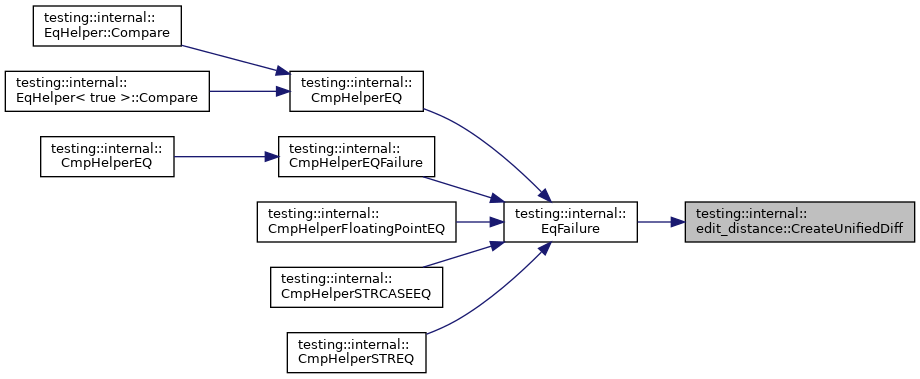 testing::internal::
EqHelper::Compare
testing::internal::
EqHelper< true >::Compare
testing::internal::
CmpHelperEQ
testing::internal::
CmpHelperEQ
testing::internal::
CmpHelperEQFailure
testing::internal::
CmpHelperFloatingPointEQ
testing::internal::
CmpHelperSTRCASEEQ
testing::internal::
CmpHelperSTREQ
testing::internal::
EqFailure
testing::internal::
edit_distance::CreateUnifiedDiff